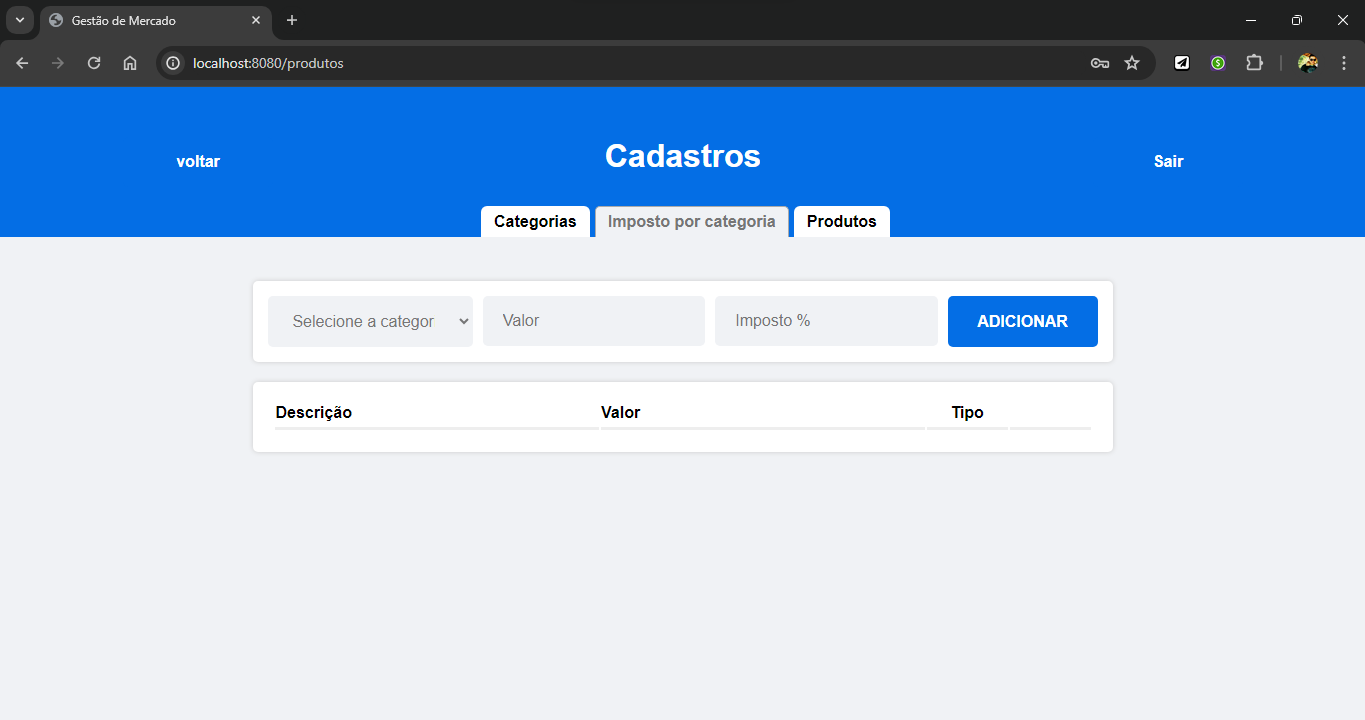 Gestão de Mercado
localhost:8080/produtos
voltar
Cadastros
Sair
Categorias
Imposto por categoria
Produtos
Selecione a categor
Valor
Imposto %
ADICIONAR
Descrição
Valor
Tipo